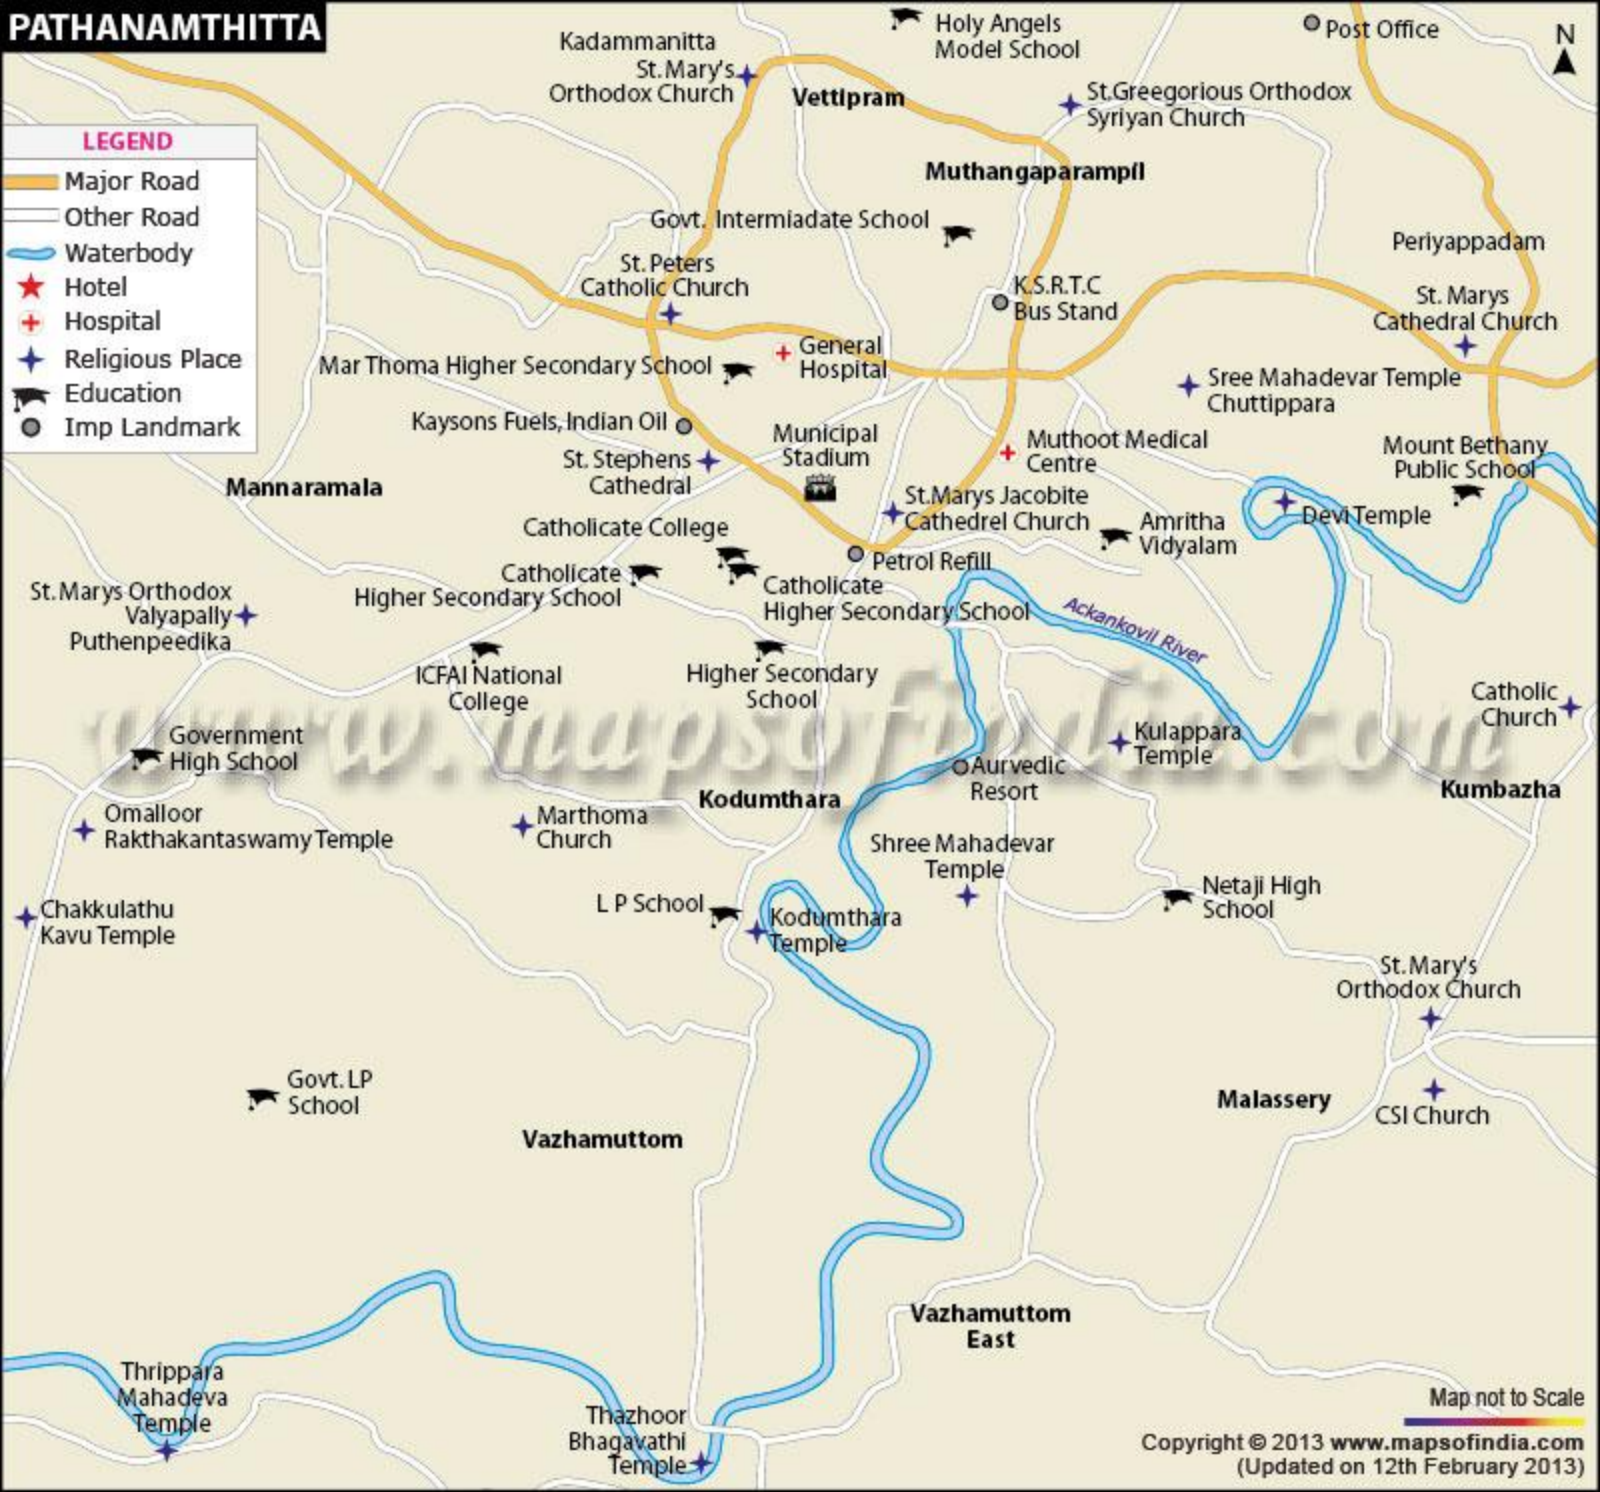 PATHANAMTHITTA
LEGEND
Major Road
Other Road
Waterbody
Hotel
Hospital
Religious Place
Education
Imp Landmark
Holy Angels
Model School
Post Office
N
Kadammanitta
St. Mary's
Orthodox Church
Vettipram
St.Greegorious Orthodox
Syriyan Church
Muthangaparampil
Govt. Intermiadate School
Periyappadam
St. Peters
Catholic Church
K.S.R.T.C
Bus Stand
St. Marys
Cathedral Church
Mar Thoma Higher Secondary School
General
Hospital
Sree Mahadevar Temple
Chuttippara
Kaysons Fuels, Indian Oil
Municipal
Stadium
Muthoot Medical
Centre
Mount Bethany
Public School
St. Stephens
Cathedral
Mannaramala
St.Marys Jacobite
Cathedrel Church
Devi Temple
Catholicate College
Amritha
Vidyalam
Petrol Refill
Catholicate
Higher Secondary School
Catholicate
Higher Secondary School
St. Marys Orthodox
Valyapally
Puthenpeedika
Ackankovil River
ICFAI National
College
Higher Secondary
School
Catholic
Church
www.mapsofindia.com
Government
High School
Kulappara
Temple
Aurvedic
Resort
Kodumthara
Kumbazha
Omalloor
Rakthakantaswamy Temple
Marthoma
Church
Shree Mahadevar
Temple
L P School
Netaji High
School
Chakkulathu
Kavu Temple
Kodumthara
Temple
St. Mary's
Orthodox Church
Govt. LP
School
Malassery
CSI Church
Vazhamuttom
Vazhamuttom
East
Thrippara
Mahadeva
Temple
Thazhoor
Bhagavathi
Temple
Map not to Scale
Copyright © 2013 www.mapsofindia.com
(Updated on 12th February 2013)